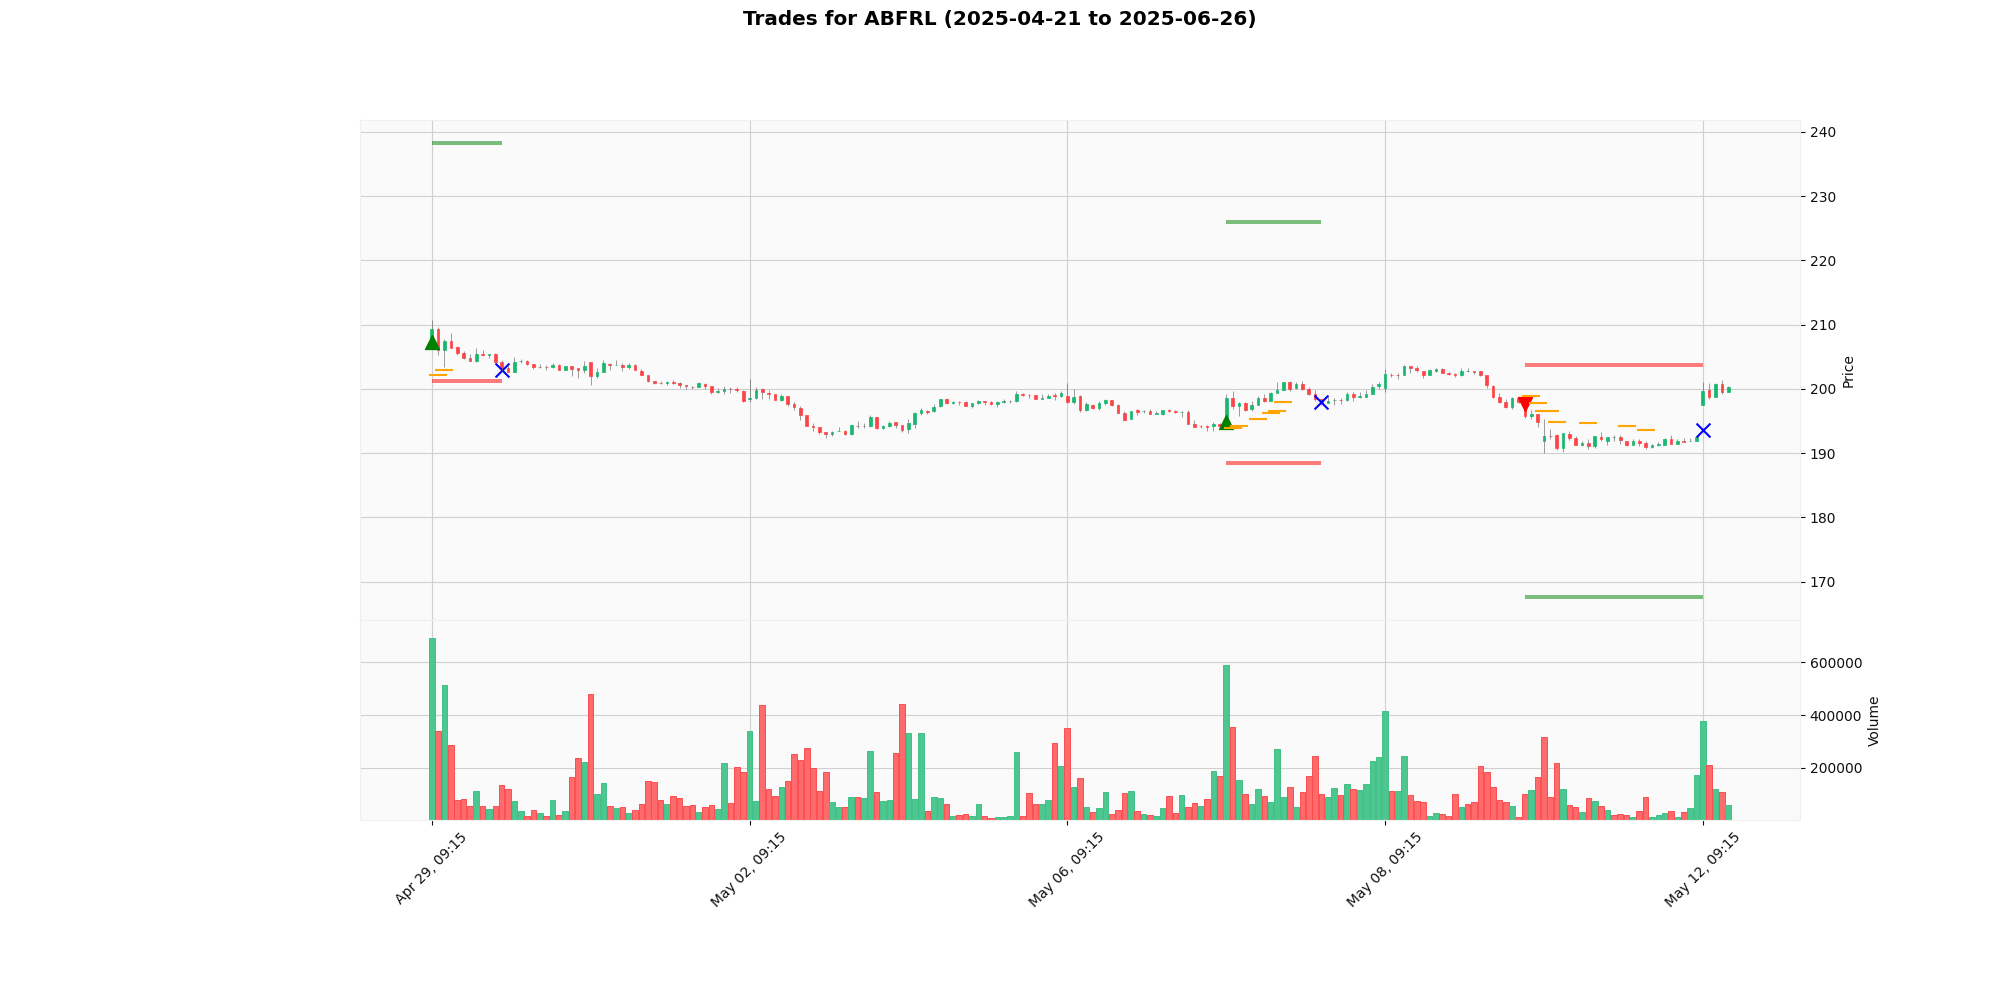 Trades for ABFRL (2025-04-21 to 2025-06-26)
240
230
220
210
200
190
180
170
Price
600000
400000
200000
Volume
Apr 29, 09:15
May 02, 09:15
May 06, 09:15
May 08, 09:15
May 12, 09:15